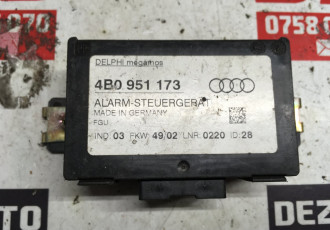 DELPHI megamos
4B0 951 173
ALARM-STEUERGERÄT
MADE IN GERMANY
FGU
IND: 03 FKW: 49/02 LNR: 0220 ID: 28
0758
DEZ